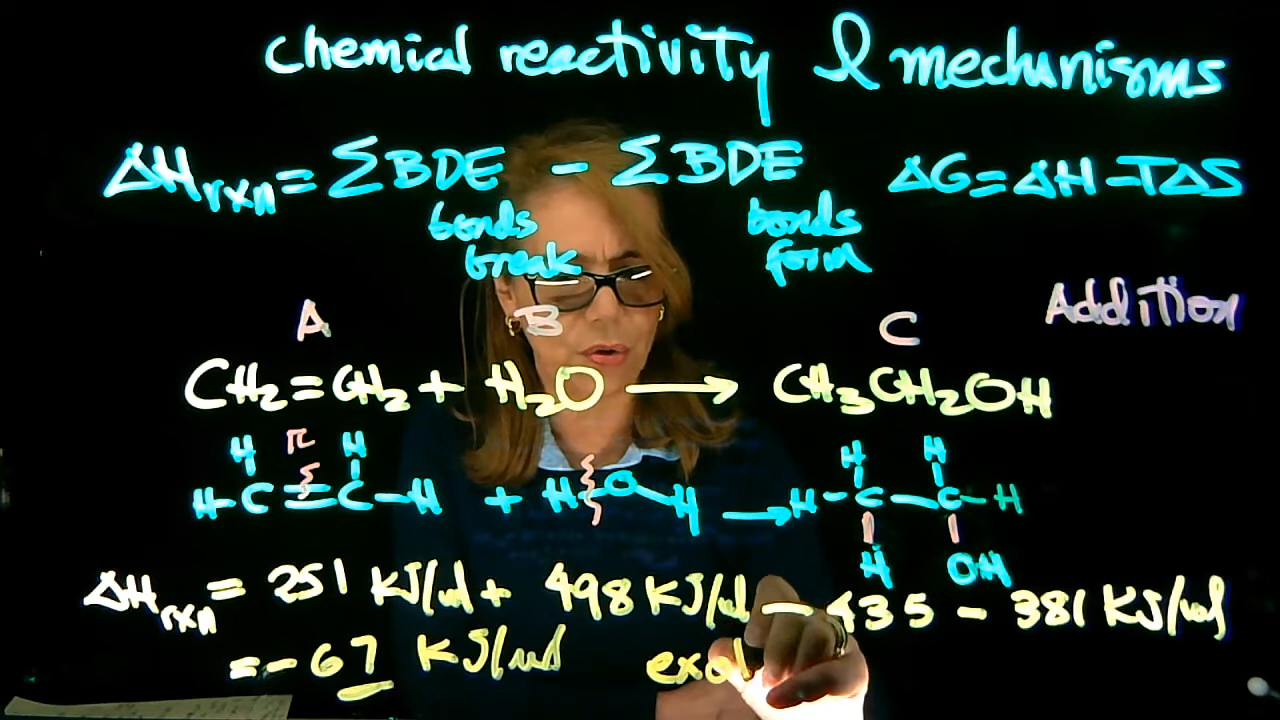 chemical reactivity & mechanisms
ΔHrxn = ΣBDE − ΣBDE ΔG = ΔH − TΔS
bonds bonds
break form
A B C Addition
CH₂=CH₂ + H₂O → CH₃CH₂OH
H π H H H
H-C=C-H + H O-H → H-C-C-H
H OH
ΔHrxn = 251 KJ/mol + 498 KJ/mol − 435 − 381 KJ/mol
= − 67 KJ/mol exo